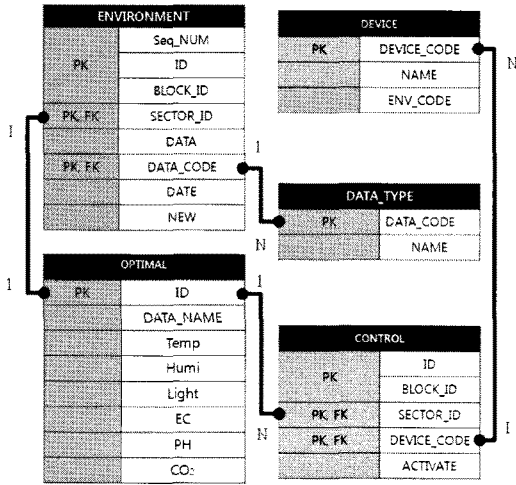 ENVIRONMENT
Seq_NUM
PK ID
BLOCK_ID
PK, FK SECTOR_ID
DATA
PK, FK DATA_CODE
DATE
NEW
DEVICE
PK DEVICE_CODE
NAME
ENV_CODE
DATA_TYPE
PK DATA_CODE
NAME
OPTIMAL
PK ID
DATA_NAME
Temp
Humi
Light
EC
PH
CO₂
CONTROL
ID
PK
BLOCK_ID
PK, FK SECTOR_ID
PK, FK DEVICE_CODE
ACTIVATE
1
1
1
N
1
N
N
1